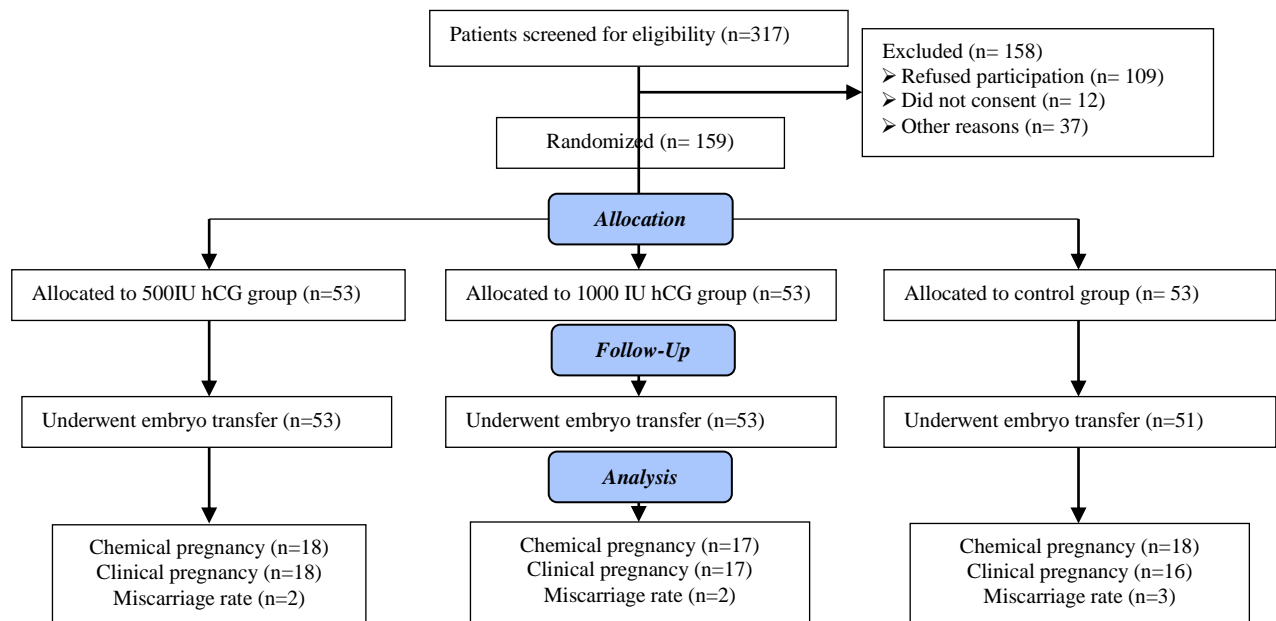 Patients screened for eligibility (n=317)
Excluded (n= 158)
➢ Refused participation (n= 109)
➢ Did not consent (n= 12)
➢ Other reasons (n= 37)
Randomized (n= 159)
Allocation
Allocated to 500IU hCG group (n=53)
Allocated to 1000 IU hCG group (n=53)
Allocated to control group (n= 53)
Follow-Up
Underwent embryo transfer (n=53)
Underwent embryo transfer (n=53)
Underwent embryo transfer (n=51)
Analysis
Chemical pregnancy (n=18)
Clinical pregnancy (n=18)
Miscarriage rate (n=2)
Chemical pregnancy (n=17)
Clinical pregnancy (n=17)
Miscarriage rate (n=2)
Chemical pregnancy (n=18)
Clinical pregnancy (n=16)
Miscarriage rate (n=3)